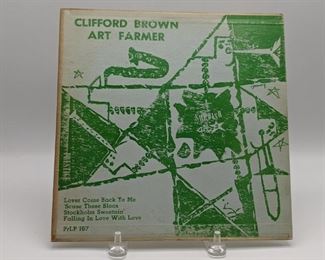 CLIFFORD BROWN
ART FARMER
Lover Come Back To Me
'Scuse These Bloos
Stockholm Sweetnin'
Falling In Love With Love
PrLP 167